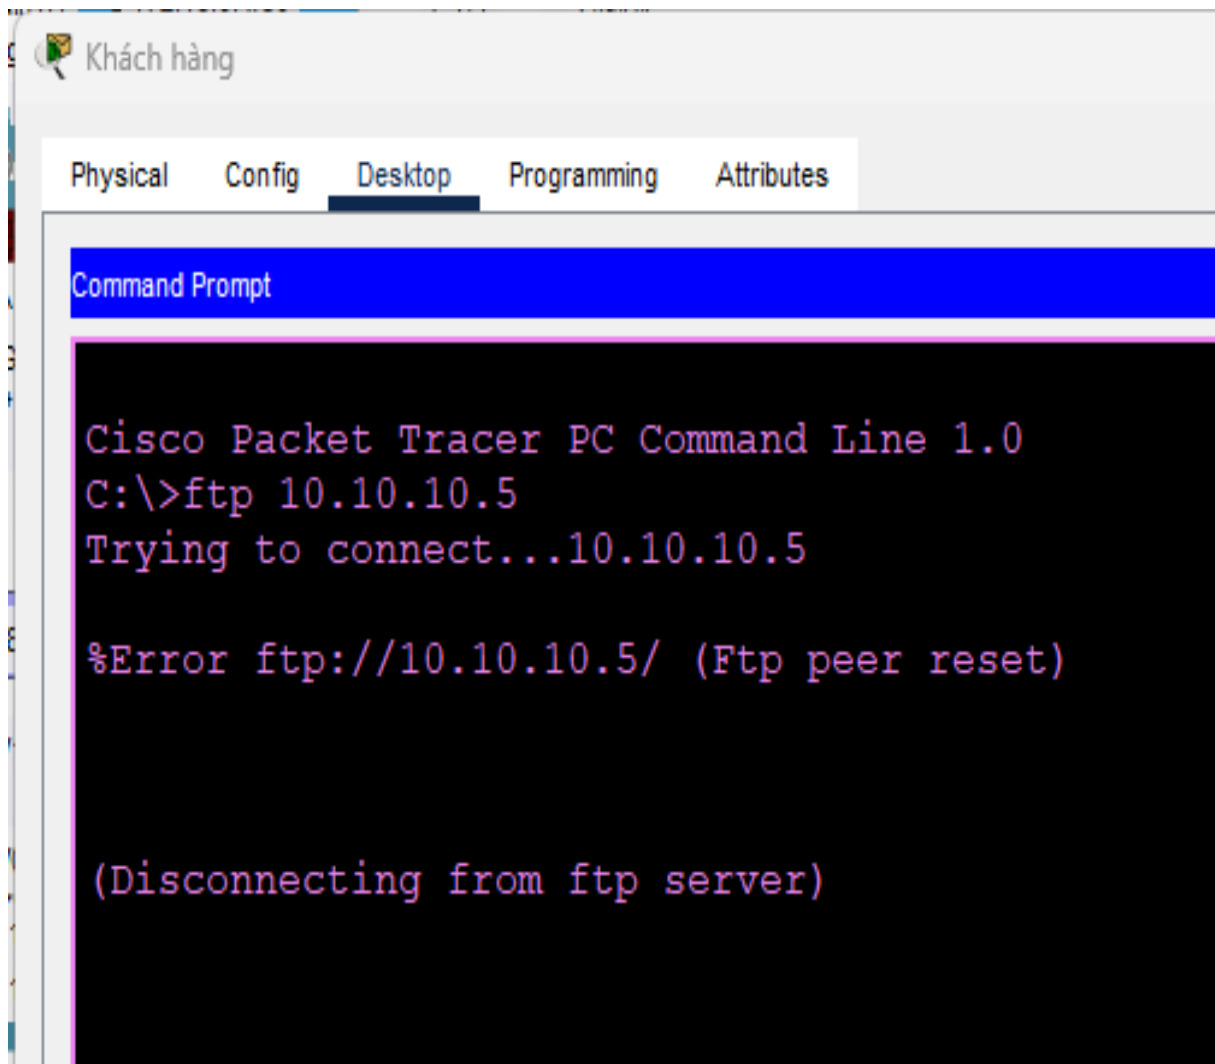 Khách hàng
Physical Config Desktop Programming Attributes
Command Prompt
Cisco Packet Tracer PC Command Line 1.0
C:\>ftp 10.10.10.5
Trying to connect...10.10.10.5
%Error ftp://10.10.10.5/ (Ftp peer reset)
(Disconnecting from ftp server)